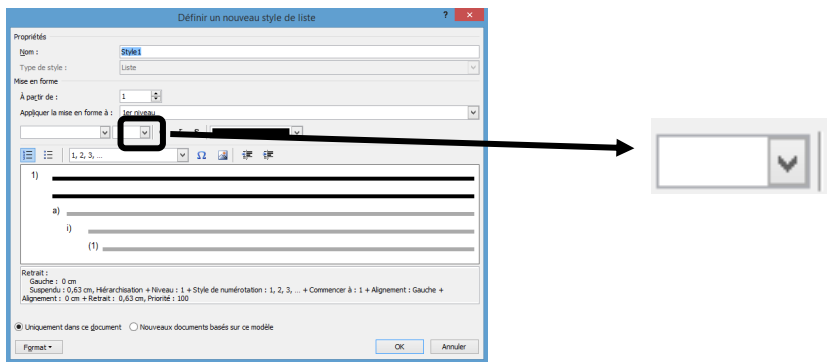 Définir un nouveau style de liste
?
Propriétés
Nom :
Style1
Type de style :
Liste
Mise en forme
À partir de :
1
Appliquer la mise en forme à :
1er niveau
1, 2, 3, ...
Ω
1)
a)
i)
(1)
Retrait :
Gauche : 0 cm
Suspendu : 0,63 cm, Hiérarchisation + Niveau : 1 + Style de numérotation : 1, 2, 3, … + Commencer à : 1 + Alignement : Gauche +
Alignement : 0 cm + Retrait : 0,63 cm, Priorité : 100
Uniquement dans ce document
Nouveaux documents basés sur ce modèle
Format
OK
Annuler